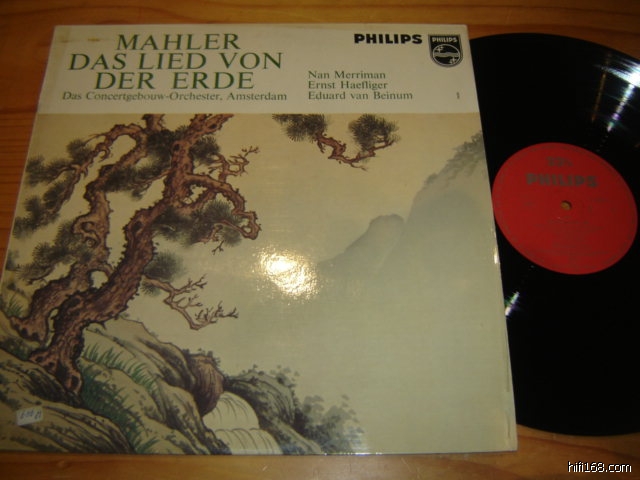 MAHLER
DAS LIED VON
DER ERDE
Das Concertgebouw-Orchester, Amsterdam
PHILIPS
PHILIPS
Nan Merriman
Ernst Haefliger
Eduard van Beinum
1
PHILIPS
hifi168.com